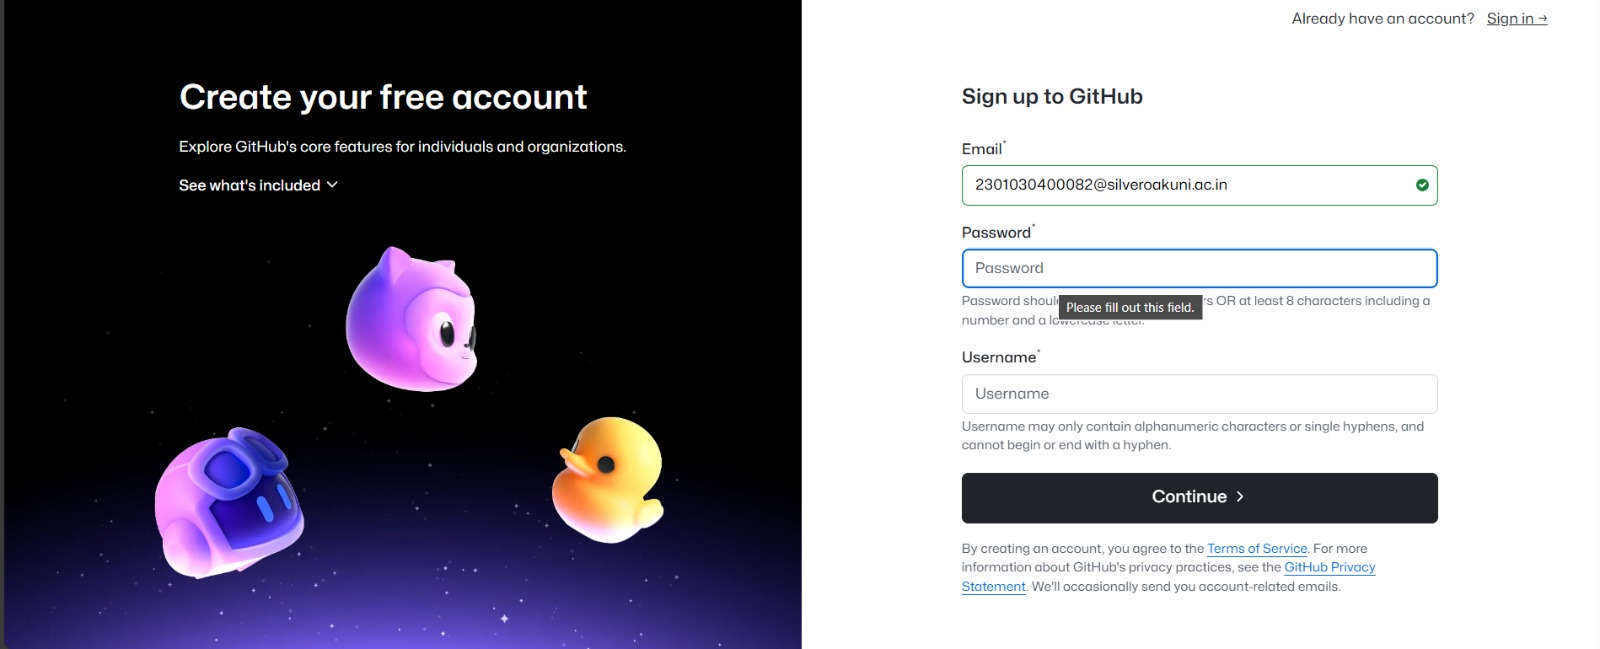 Already have an account? Sign in →
Create your free account
Explore GitHub's core features for individuals and organizations.
See what's included
Sign up to GitHub
Email*
2301030400082@silveroakuni.ac.in
Password*
Password
Password shoul rs OR at least 8 characters including a
Please fill out this field.
number and a lowercase letter.
Username*
Username
Username may only contain alphanumeric characters or single hyphens, and
cannot begin or end with a hyphen.
Continue >
By creating an account, you agree to the Terms of Service. For more
information about GitHub's privacy practices, see the GitHub Privacy
Statement. We'll occasionally send you account-related emails.